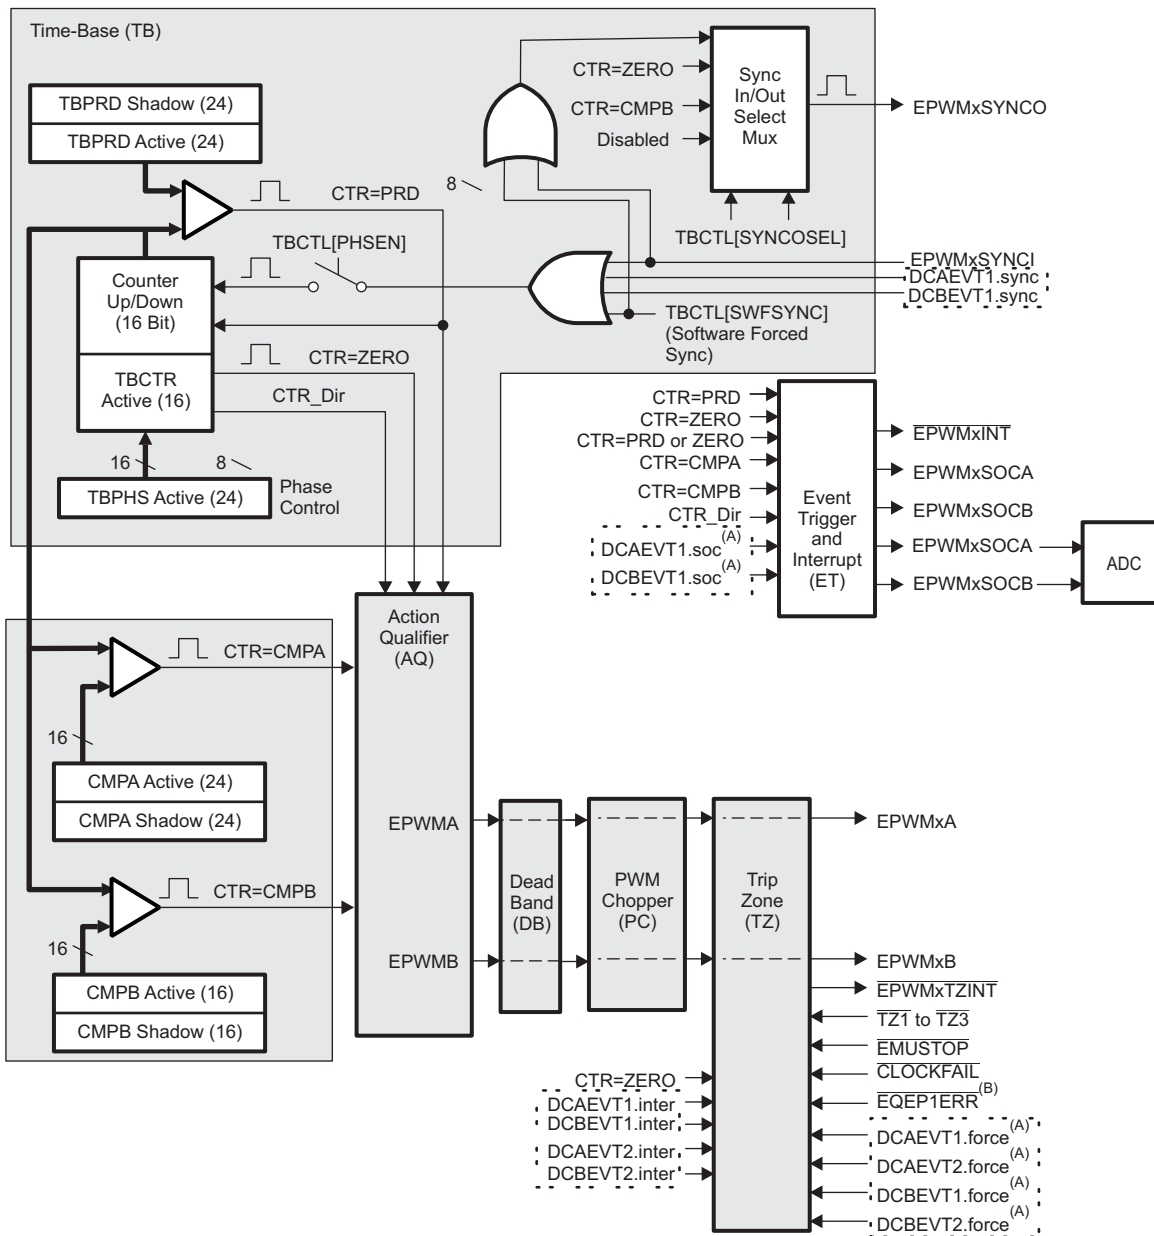 Time-Base (TB)
TBPRD Shadow (24)
TBPRD Active (24)
CTR=PRD
TBCTL[PHSEN]
8
Counter
Up/Down
(16 Bit)
TBCTR
Active (16)
CTR=ZERO
CTR_Dir
16
8
TBPHS Active (24)
Phase
Control
CTR=ZERO
CTR=CMPB
Disabled
Sync
In/Out
Select
Mux
EPWMxSYNCO
TBCTL[SYNCOSEL]
EPWMxSYNCI
DCAEVT1.sync
DCBEVT1.sync
TBCTL[SWFSYNC]
(Software Forced
Sync)
CTR=PRD
CTR=ZERO
CTR=PRD or ZERO
CTR=CMPA
CTR=CMPB
CTR_Dir
DCAEVT1.soc(A)
DCBEVT1.soc(A)
Event
Trigger
and
Interrupt
(ET)
EPWMxINT
EPWMxSOCA
EPWMxSOCB
EPWMxSOCA
EPWMxSOCB
ADC
Action
Qualifier
(AQ)
CTR=CMPA
16
CMPA Active (24)
CMPA Shadow (24)
CTR=CMPB
16
CMPB Active (16)
CMPB Shadow (16)
EPWMA
EPWMB
Dead
Band
(DB)
PWM
Chopper
(PC)
Trip
Zone
(TZ)
EPWMxA
EPWMxB
EPWMxTZINT
TZ1 to TZ3
EMUSTOP
CLOCKFAIL
EQEP1ERR(B)
DCAEVT1.force(A)
DCAEVT2.force(A)
DCBEVT1.force(A)
DCBEVT2.force(A)
CTR=ZERO
DCAEVT1.inter
DCBEVT1.inter
DCAEVT2.inter
DCBEVT2.inter